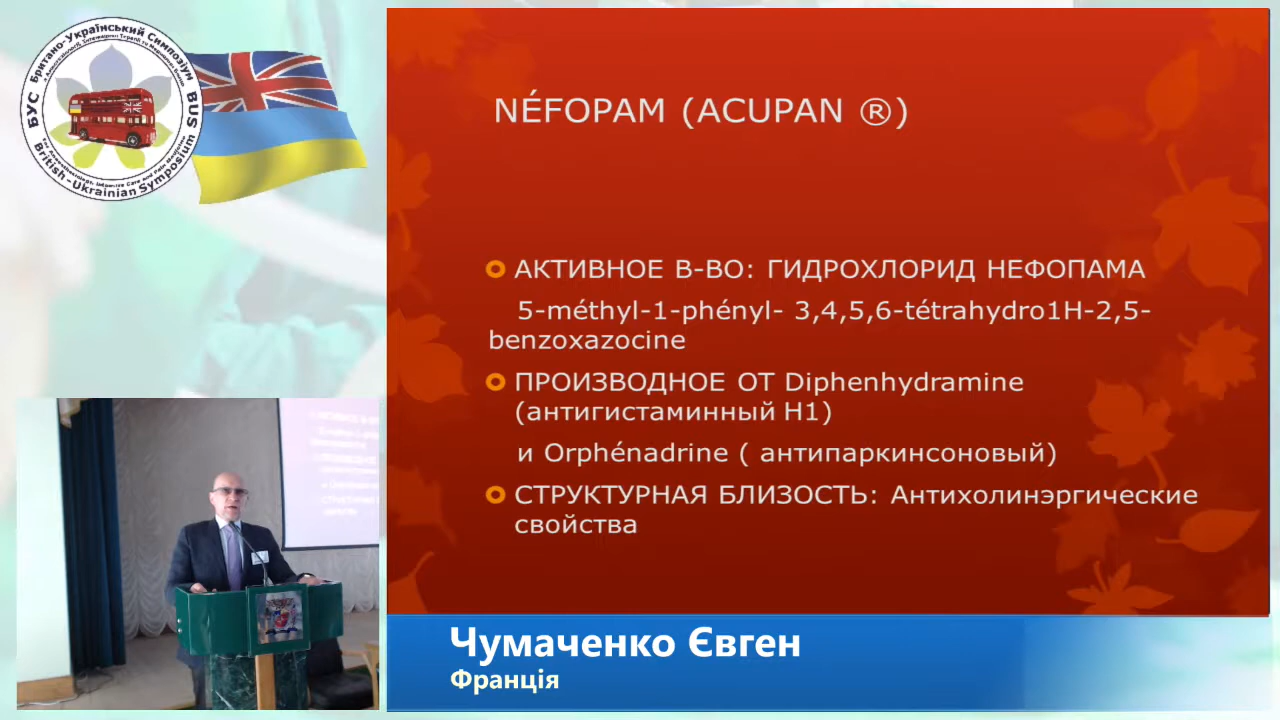 Британо-Український Симпозіум
БУС
BUS
British-Ukrainian Symposium
NÉFOPAM (ACUPAN ®)
АКТИВНОЕ В-ВО: ГИДРОХЛОРИД НЕФОПАМА
5-méthyl-1-phényl- 3,4,5,6-tétrahydro1H-2,5-
benzoxazocine
ПРОИЗВОДНОЕ ОТ Diphenhydramine
(антигистаминный H1)
и Orphénadrine ( антипаркинсоновый)
СТРУКТУРНАЯ БЛИЗОСТЬ: Антихолинэргические
свойства
Чумаченко Євген
Франція